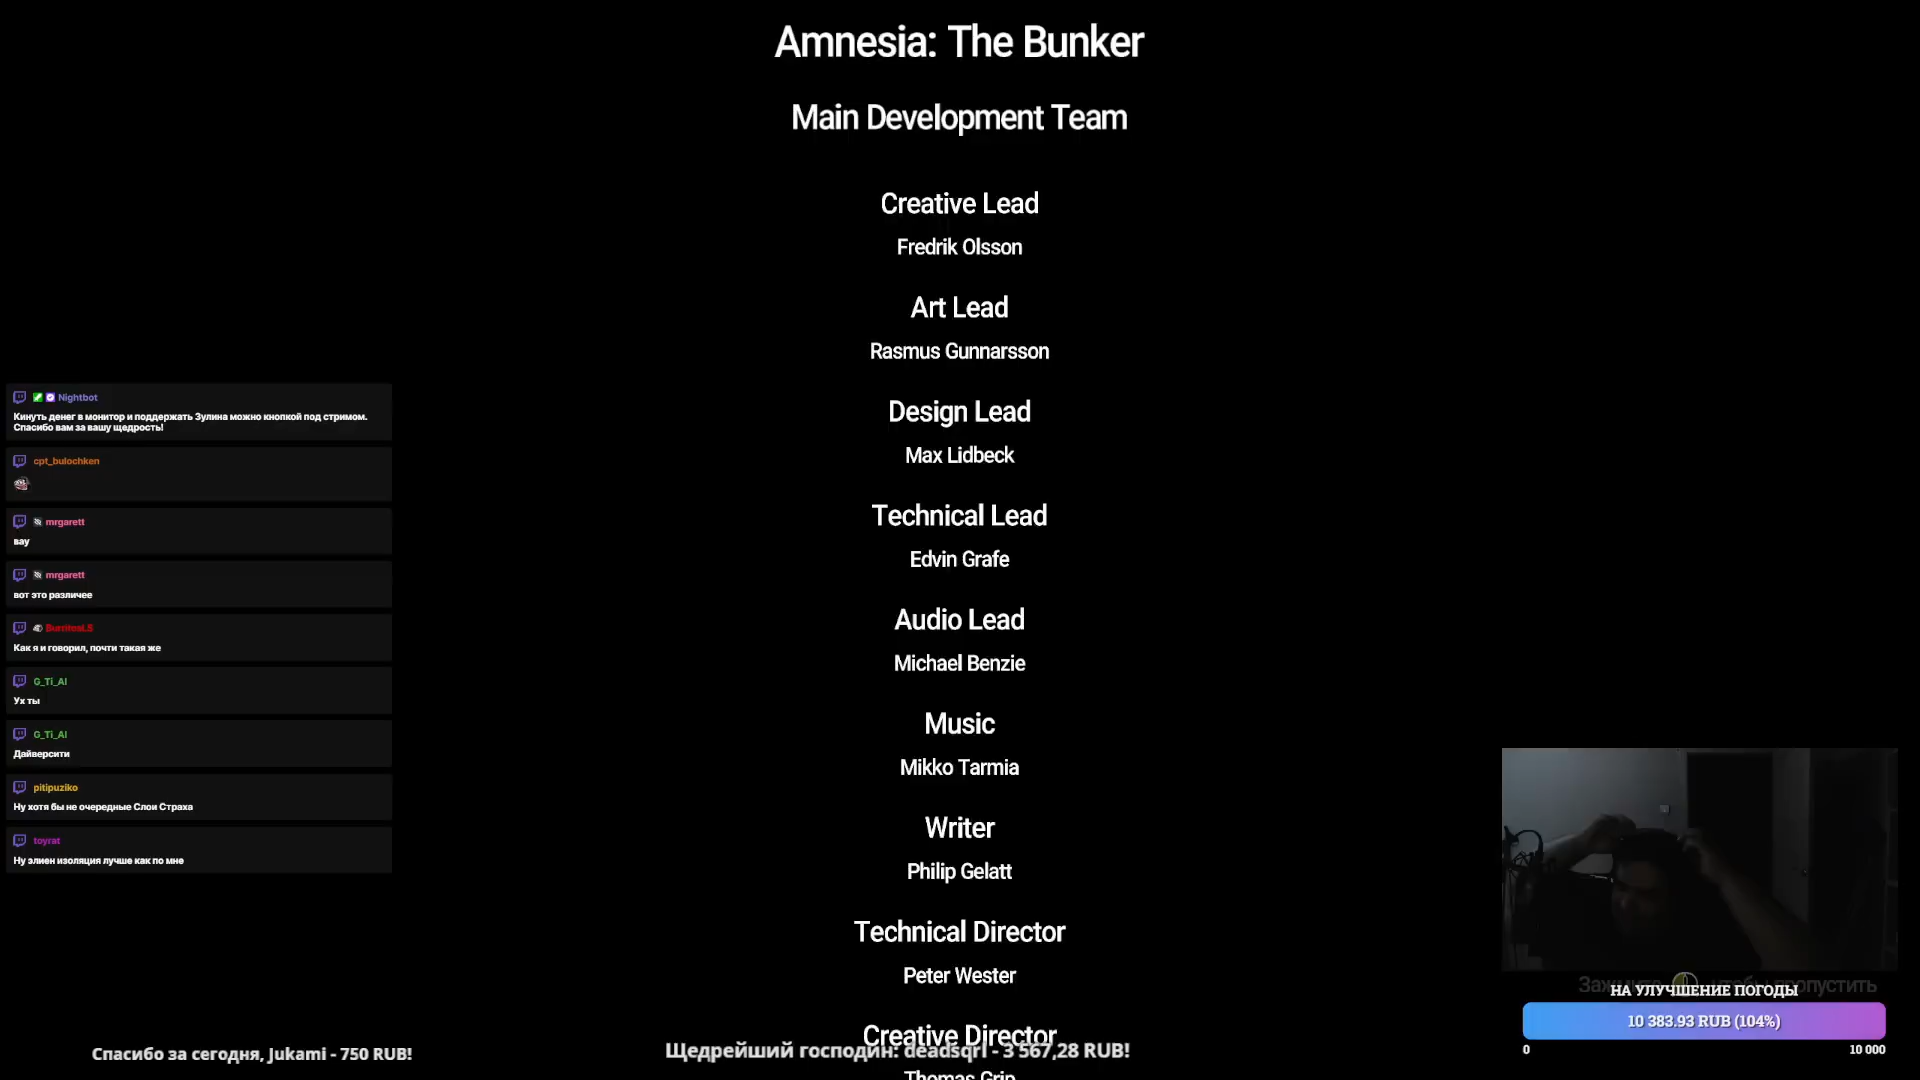 Amnesia: The Bunker
Main Development Team
Creative Lead
Fredrik Olsson
Art Lead
Rasmus Gunnarsson
Design Lead
Max Lidbeck
Technical Lead
Edvin Grafe
Audio Lead
Michael Benzie
Music
Mikko Tarmia
Writer
Philip Gelatt
Technical Director
Peter Wester
Creative Director
Thomas Grip
Nightbot
Кинуть денег в монитор и поддержать Зулина можно кнопкой под стримом.
Спасибо вам за вашу щедрость!
cpt_bulochken
mrgarett
вау
mrgarett
вот это различее
BurritosLS
Как я и говорил, почти такая же
G_Ti_Al
Ух ты
G_Ti_Al
Дайверсити
pitipuziko
Ну хотя бы не очередные Слои Страха
toyrat
Ну элиен изоляция лучше как по мне
Спасибо за сегодня, Jukami - 750 RUB!
Щедрейший господин: deadsqrl - 3 567,28 RUB!
пропустить
НА УЛУЧШЕНИЕ ПОГОДЫ
10 383.93 RUB (104%)
0
10 000